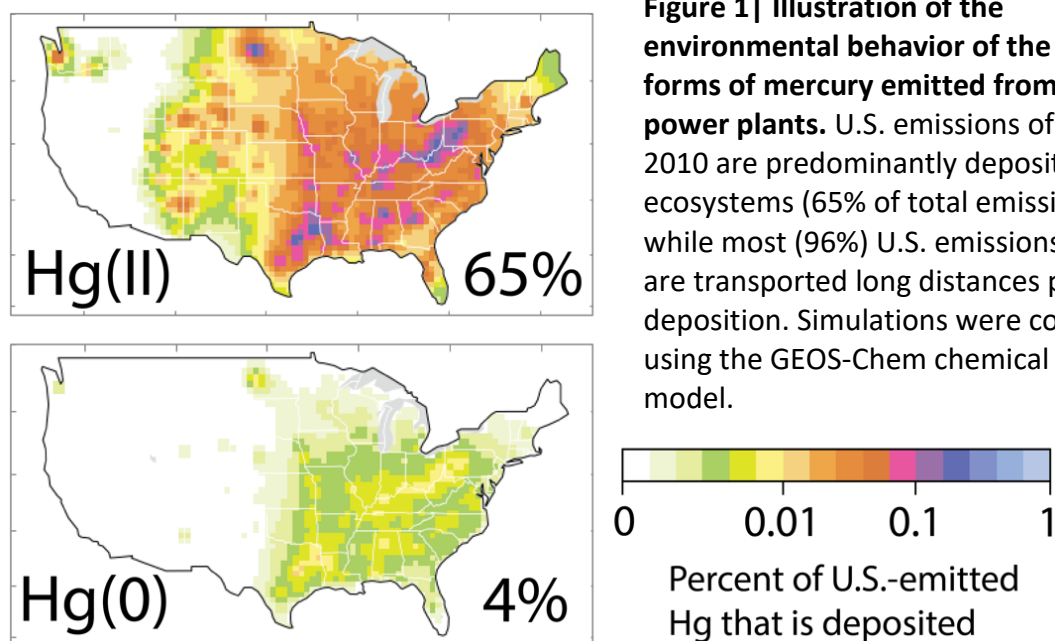 Figure 1| Illustration of the
environmental behavior of the
forms of mercury emitted from
power plants. U.S. emissions of
2010 are predominantly deposit
ecosystems (65% of total emissi
while most (96%) U.S. emissions
are transported long distances p
deposition. Simulations were co
using the GEOS-Chem chemical
model.
Hg(II) 65%
Hg(0) 4%
0 0.01 0.1 1
Percent of U.S.-emitted
Hg that is deposited